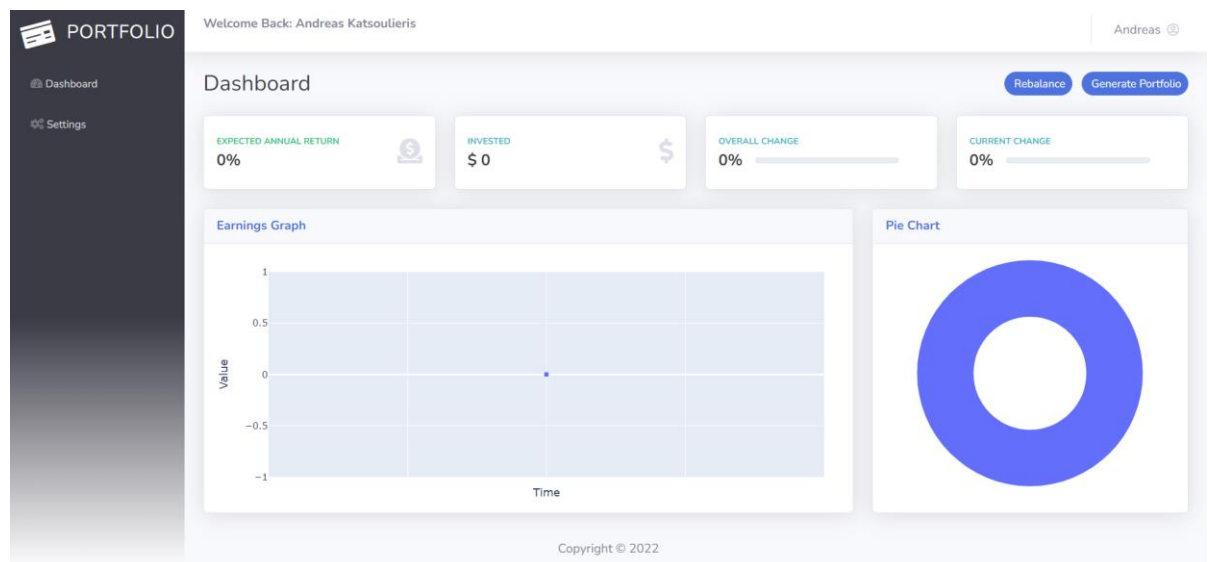 PORTFOLIO
Welcome Back: Andreas Katsoulieris
Andreas
Dashboard
Settings
Dashboard
Rebalance
Generate Portfolio
EXPECTED ANNUAL RETURN
0%
INVESTED
$ 0
OVERALL CHANGE
0%
CURRENT CHANGE
0%
Earnings Graph
1
0.5
0
−0.5
−1
Value
Time
Pie Chart
Copyright © 2022